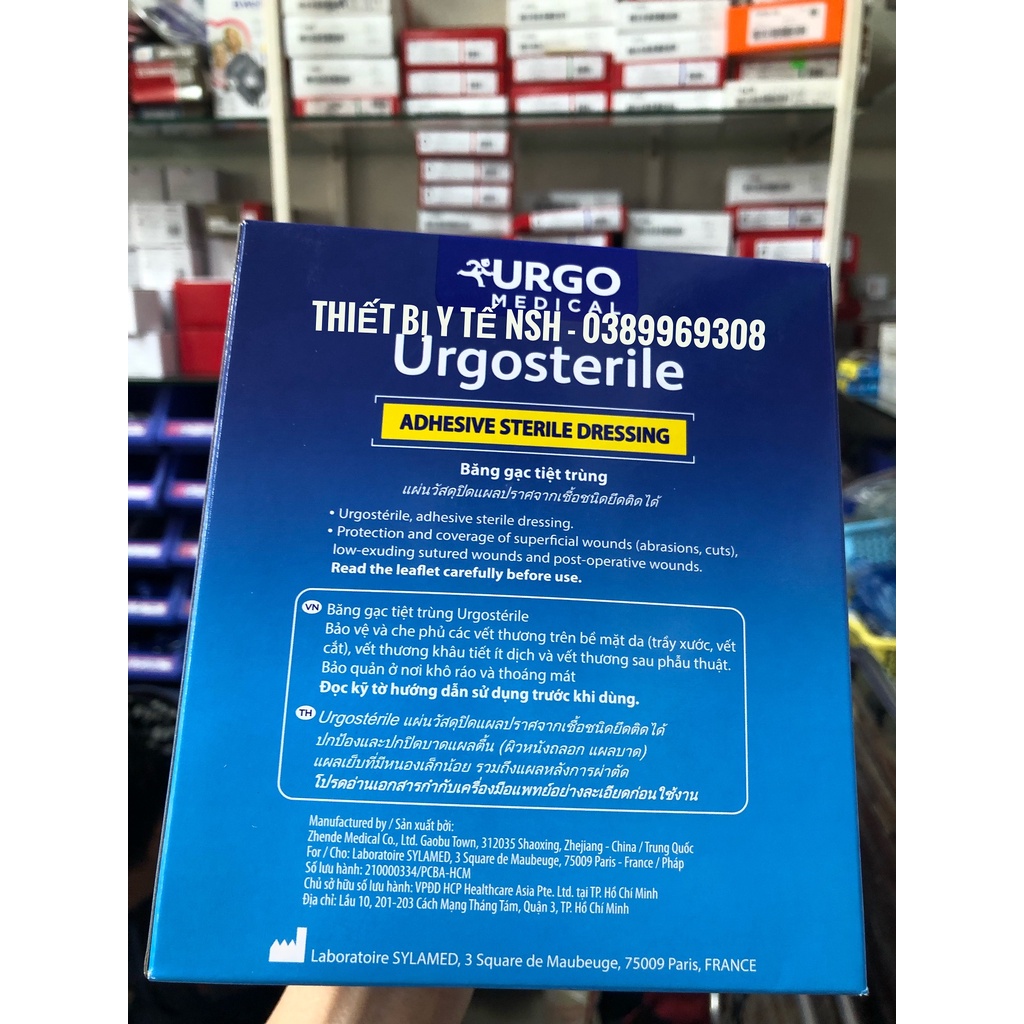 URGO
MEDICAL
THIẾT BỊ Y TẾ NSH - 0389969308
Urgosterile
ADHESIVE STERILE DRESSING
Băng gạc tiệt trùng
แผ่นวัสดุปิดแผลปราศจากเชื้อชนิดยึดติดได้
• Urgostérile, adhesive sterile dressing.
• Protection and coverage of superficial wounds (abrasions, cuts),
low-exuding sutured wounds and post-operative wounds.
Read the leaflet carefully before use.
VN Băng gạc tiệt trùng Urgostérile
Bảo vệ và che phủ các vết thương trên bề mặt da (trầy xước, vết
cắt), vết thương khâu tiết ít dịch và vết thương sau phẫu thuật.
Bảo quản ở nơi khô ráo và thoáng mát
Đọc kỹ tờ hướng dẫn sử dụng trước khi dùng.
TH Urgostérile แผ่นวัสดุปิดแผลปราศจากเชื้อชนิดยึดติดได้
ปกป้องและปกปิดบาดแผลตื้น (ผิวหนังถลอก แผลบาด)
แผลเย็บที่มีหนองเล็กน้อย รวมถึงแผลหลังการผ่าตัด
โปรดอ่านเอกสารกำกับเครื่องมือแพทย์อย่างละเอียดก่อนใช้งาน
Manufactured by / Sản xuất bởi:
Zhende Medical Co., Ltd. Gaobu Town, 312035 Shaoxing, Zhejiang - China / Trung Quốc
For / Cho: Laboratoire SYLAMED, 3 Square de Maubeuge, 75009 Paris - France / Pháp
Số lưu hành: 210000334/PCBA-HCM
Chủ sở hữu số lưu hành: VPĐD HCP Healthcare Asia Pte. Ltd. tại TP. Hồ Chí Minh
Địa chỉ: Lầu 10, 201-203 Cách Mạng Tháng Tám, Quận 3, TP. Hồ Chí Minh
Laboratoire SYLAMED, 3 Square de Maubeuge, 75009 Paris, FRANCE